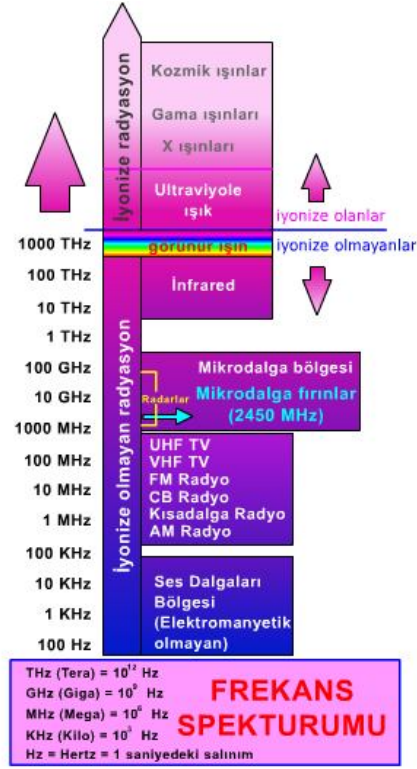 İyonize radyasyon
Kozmik ışınlar
Gama ışınları
X ışınları
Ultraviyole
ışık
iyonize olanlar
1000 THz
görünür ışın
iyonize olmayanlar
100 THz
İnfrared
10 THz
1 THz
İyonize olmayan radyasyon
100 GHz
Mikrodalga bölgesi
10 GHz
Radarlar
Mikrodalga fırınlar
(2450 MHz)
1000 MHz
UHF TV
100 MHz
VHF TV
FM Radyo
10 MHz
CB Radyo
Kısadalga Radyo
1 MHz
AM Radyo
100 KHz
10 KHz
Ses Dalgaları
Bölgesi
1 KHz
(Elektromanyetik
olmayan)
100 Hz
THz (Tera) = 10¹² Hz
GHz (Giga) = 10⁹ Hz
MHz (Mega) = 10⁶ Hz
KHz (Kilo) = 10³ Hz
Hz = Hertz = 1 saniyedeki salınım
FREKANS
SPEKTURUMU